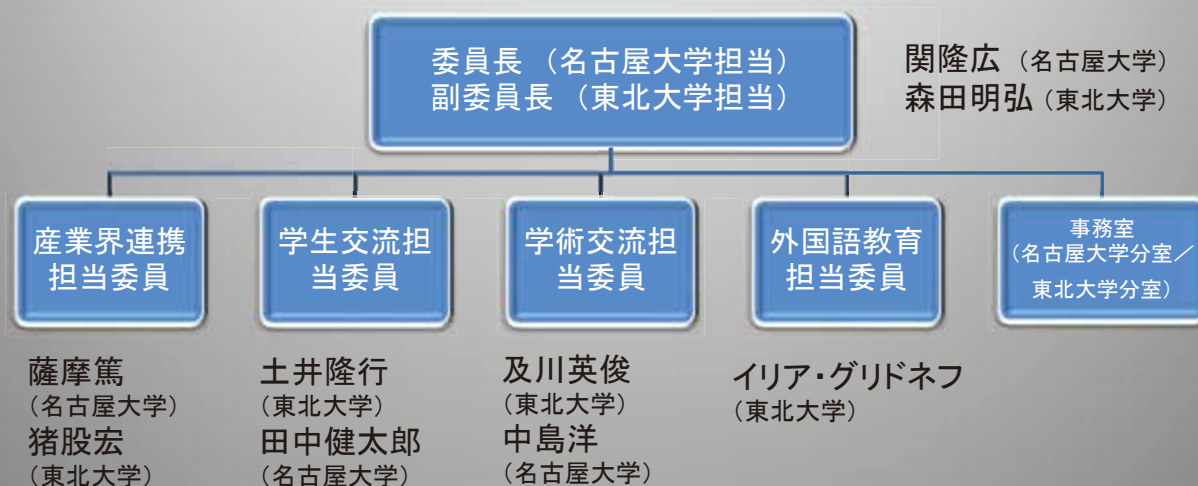 委員長 （名古屋大学担当）
副委員長 （東北大学担当）
関隆広 （名古屋大学）
森田明弘（東北大学）
産業界連携
担当委員
学生交流担
当委員
学術交流担
当委員
外国語教育
担当委員
事務室
（名古屋大学分室／
東北大学分室）
薩摩篤
（名古屋大学）
猪股宏
（東北大学）
土井隆行
（東北大学）
田中健太郎
（名古屋大学）
及川英俊
（東北大学）
中島洋
（名古屋大学）
イリア・グリドネフ
（東北大学）